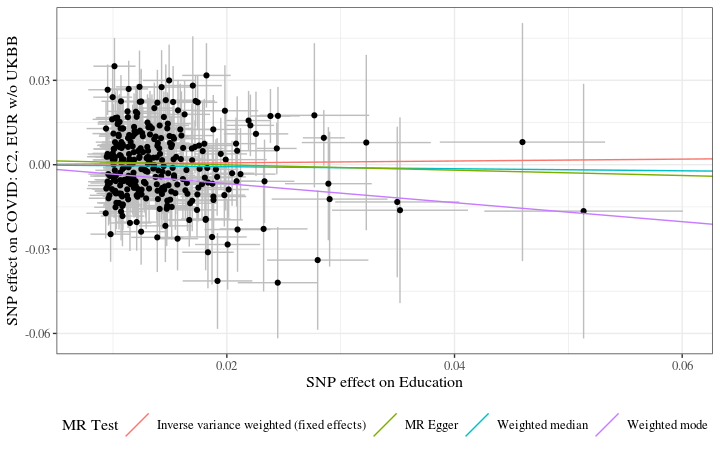 SNP effect on COVID: C2, EUR w/o UKBB
0.03
0.00
-0.03
-0.06
0.02
0.04
0.06
SNP effect on Education
MR Test
Inverse variance weighted (fixed effects)
MR Egger
Weighted median
Weighted mode